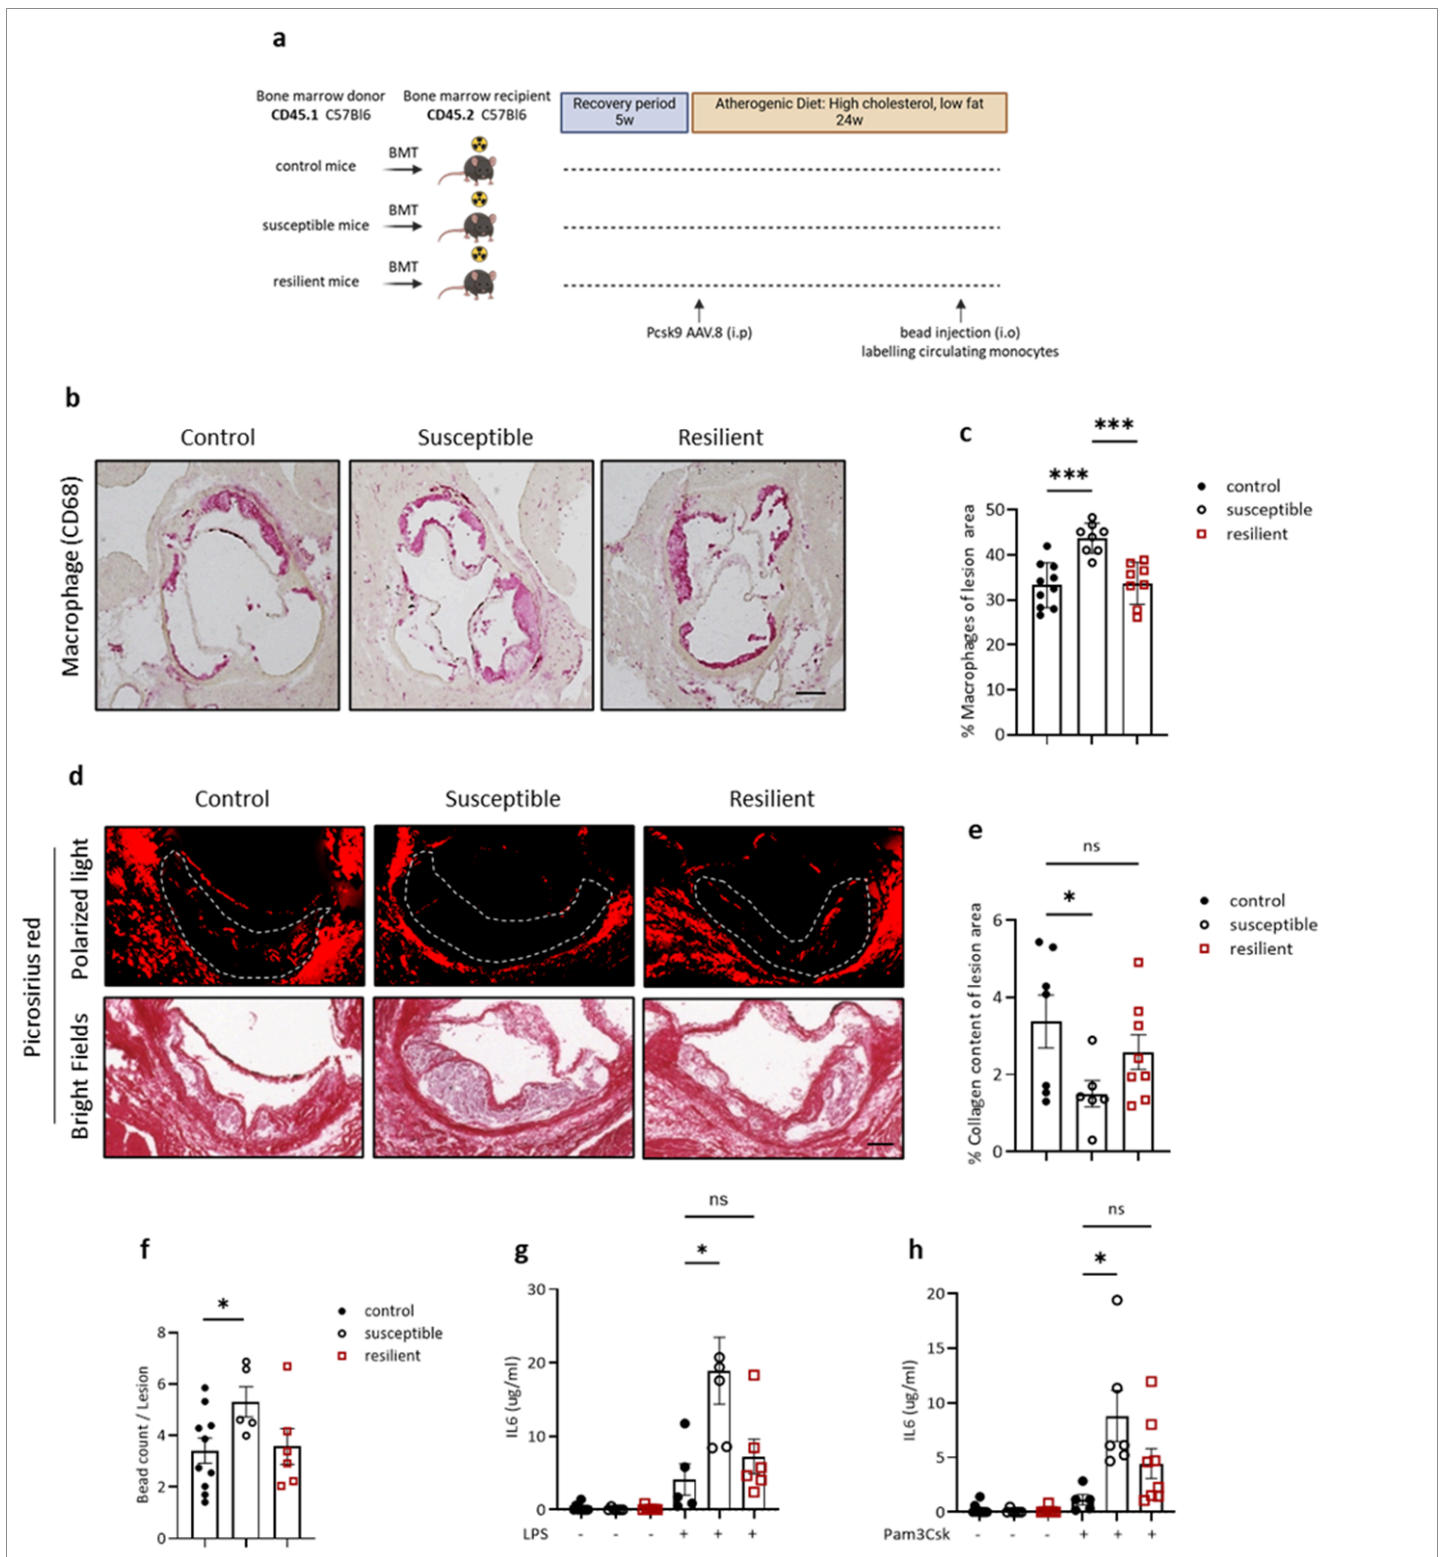 a
Bone marrow donor
CD45.1 C57Bl6
Bone marrow recipient
CD45.2 C57Bl6
Recovery period
5w
Atherogenic Diet: High cholesterol, low fat
24w
control mice
BMT
susceptible mice
BMT
resilient mice
BMT
Pcsk9 AAV.8 (i.p)
bead injection (i.o)
labelling circulating monocytes
b
Control
Susceptible
Resilient
Macrophage (CD68)
c
***
***
% Macrophages of lesion area
50
40
30
20
10
0
control
susceptible
resilient
d
Control
Susceptible
Resilient
Picrosirius red
Polarized light
Bright Fields
e
ns
*
% Collagen content of lesion area
6
4
2
0
control
susceptible
resilient
f
*
Bead count / Lesion
8
6
4
2
0
control
susceptible
resilient
g
ns
*
IL6 (ug/ml)
30
20
10
0
LPS - - - + + +
h
ns
*
IL6 (ug/ml)
20
15
10
5
0
Pam3Csk - - - + + +